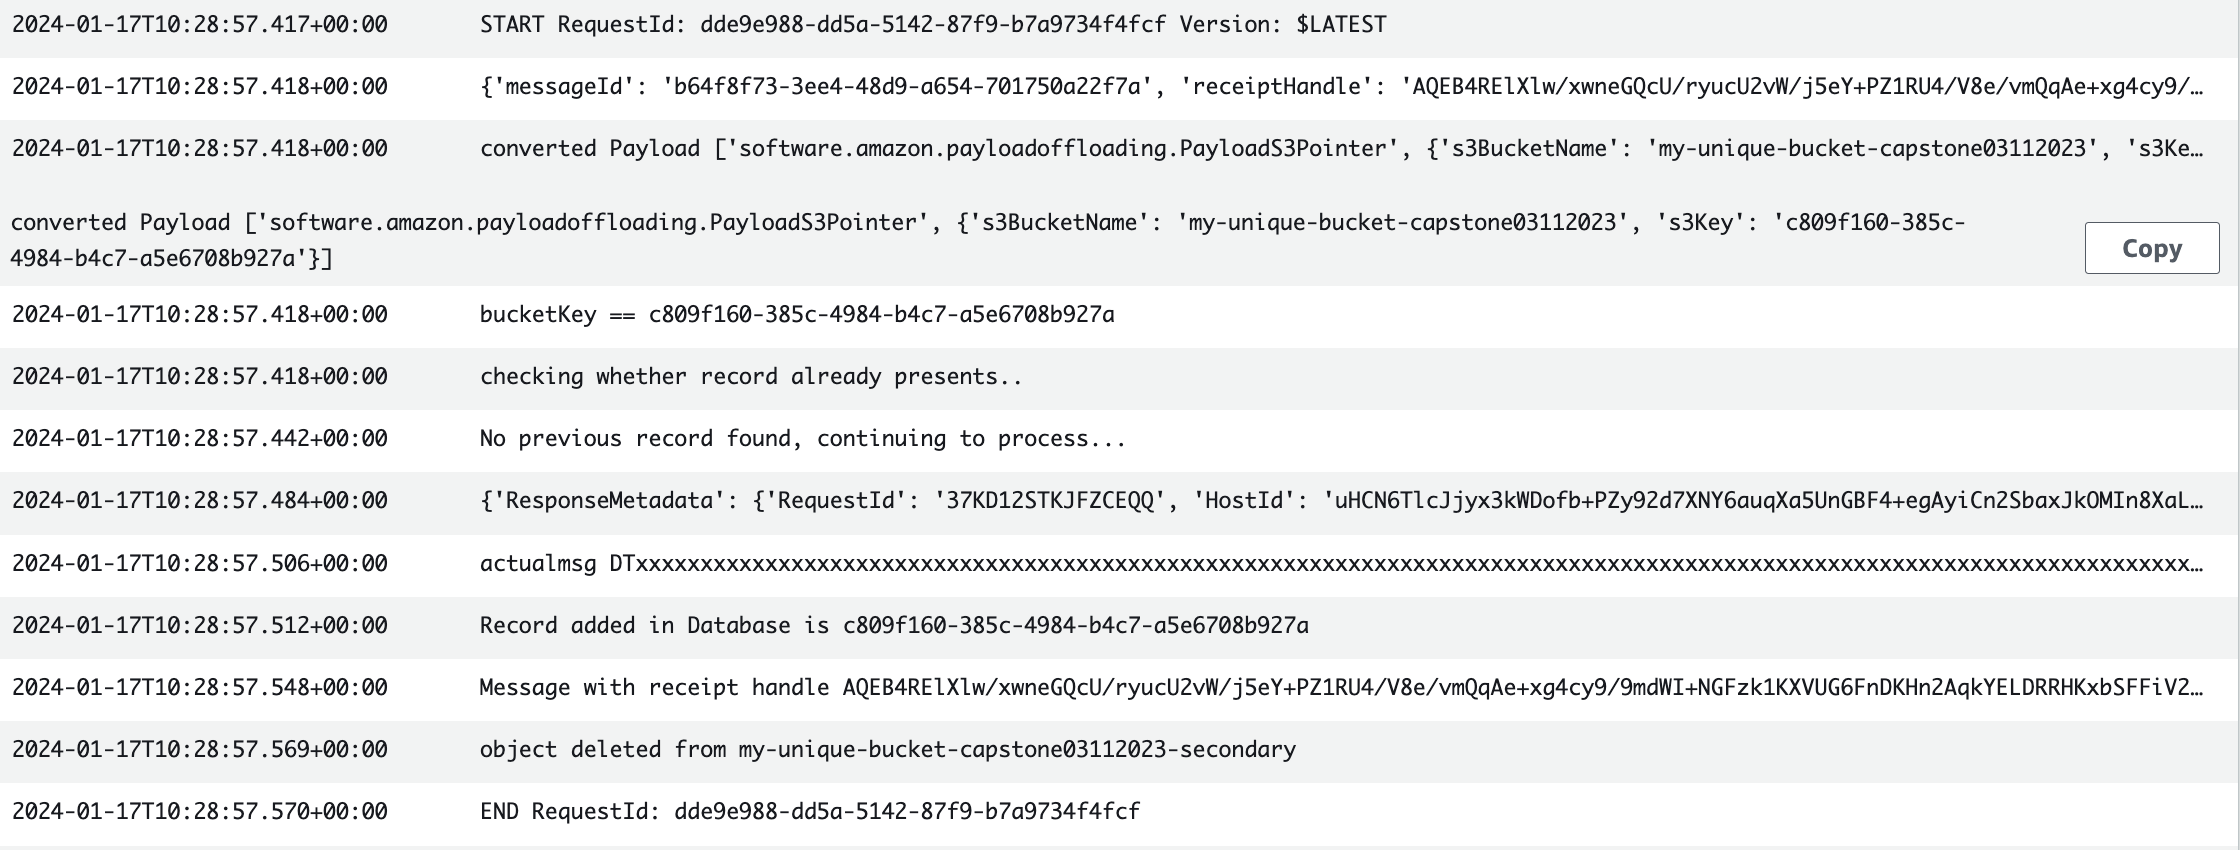 2024-01-17T10:28:57.417+00:00 START RequestId: dde9e988-dd5a-5142-87f9-b7a9734f4fcf Version: $LATEST
2024-01-17T10:28:57.418+00:00 {'messageId': 'b64f8f73-3ee4-48d9-a654-701750a22f7a', 'receiptHandle': 'AQEB4RElXlw/xwneGQcU/ryucU2vW/j5eY+PZ1RU4/V8e/vmQqAe+xg4cy9/…
2024-01-17T10:28:57.418+00:00 converted Payload ['software.amazon.payloadoffloading.PayloadS3Pointer', {'s3BucketName': 'my-unique-bucket-capstone03112023', 's3Ke…
converted Payload ['software.amazon.payloadoffloading.PayloadS3Pointer', {'s3BucketName': 'my-unique-bucket-capstone03112023', 's3Key': 'c809f160-385c-
4984-b4c7-a5e6708b927a'}]
Copy
2024-01-17T10:28:57.418+00:00 bucketKey == c809f160-385c-4984-b4c7-a5e6708b927a
2024-01-17T10:28:57.418+00:00 checking whether record already presents..
2024-01-17T10:28:57.442+00:00 No previous record found, continuing to process...
2024-01-17T10:28:57.484+00:00 {'ResponseMetadata': {'RequestId': '37KD12STKJFZCEQQ', 'HostId': 'uHCN6TlcJjyx3kWDofb+PZy92d7XNY6auqXa5UnGBF4+egAyiCn2SbaxJkOMIn8XaL…
2024-01-17T10:28:57.506+00:00 actualmsg DTxxxxxxxxxxxxxxxxxxxxxxxxxxxxxxxxxxxxxxxxxxxxxxxxxxxxxxxxxxxxxxxxxxxxxxxxxxxxxxxxxxxxxxxxxxxxxxxxxxxxxxxxxxxxxxxxxxxxxxxxxxxx…
2024-01-17T10:28:57.512+00:00 Record added in Database is c809f160-385c-4984-b4c7-a5e6708b927a
2024-01-17T10:28:57.548+00:00 Message with receipt handle AQEB4RElXlw/xwneGQcU/ryucU2vW/j5eY+PZ1RU4/V8e/vmQqAe+xg4cy9/9mdWI+NGFzk1KXVUG6FnDKHn2AqkYELDRRHKxbSFFiV2…
2024-01-17T10:28:57.569+00:00 object deleted from my-unique-bucket-capstone03112023-secondary
2024-01-17T10:28:57.570+00:00 END RequestId: dde9e988-dd5a-5142-87f9-b7a9734f4fcf